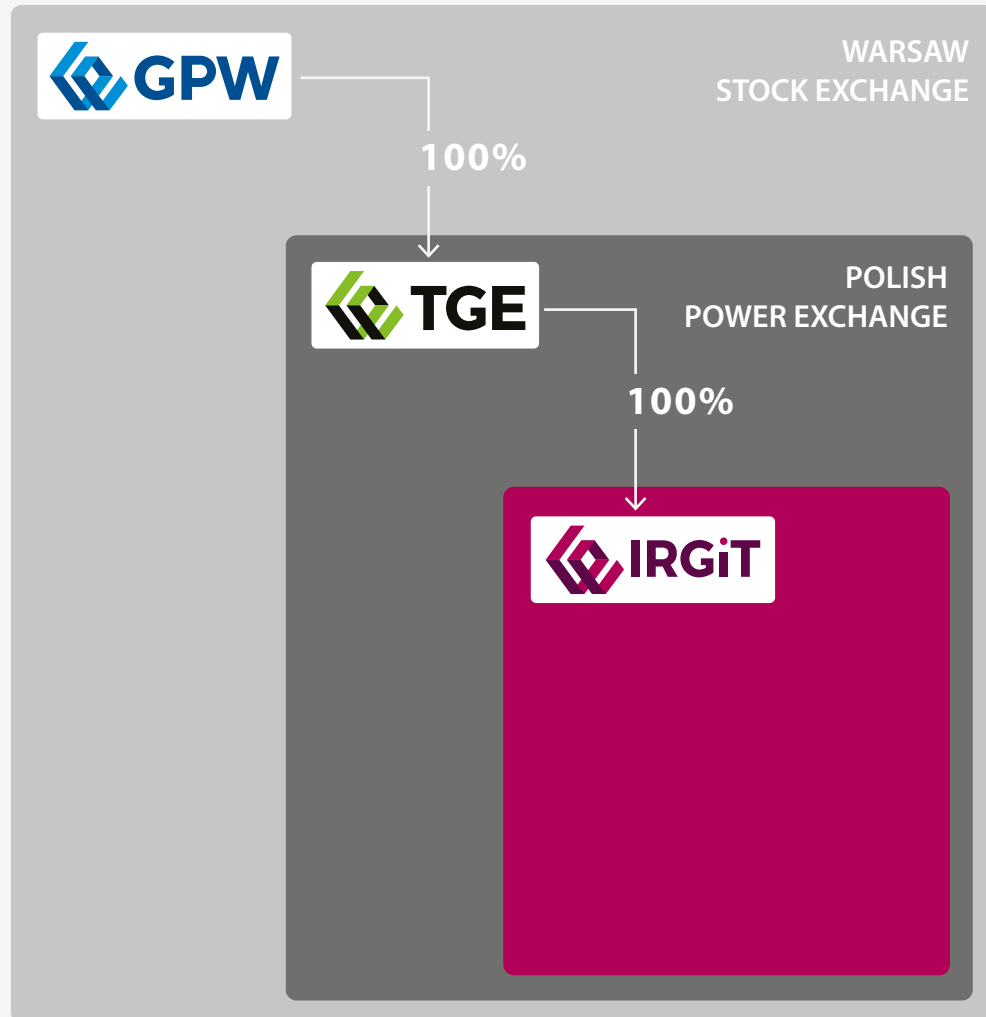 GPW
WARSAW
STOCK EXCHANGE
100%
TGE
POLISH
POWER EXCHANGE
100%
IRGiT